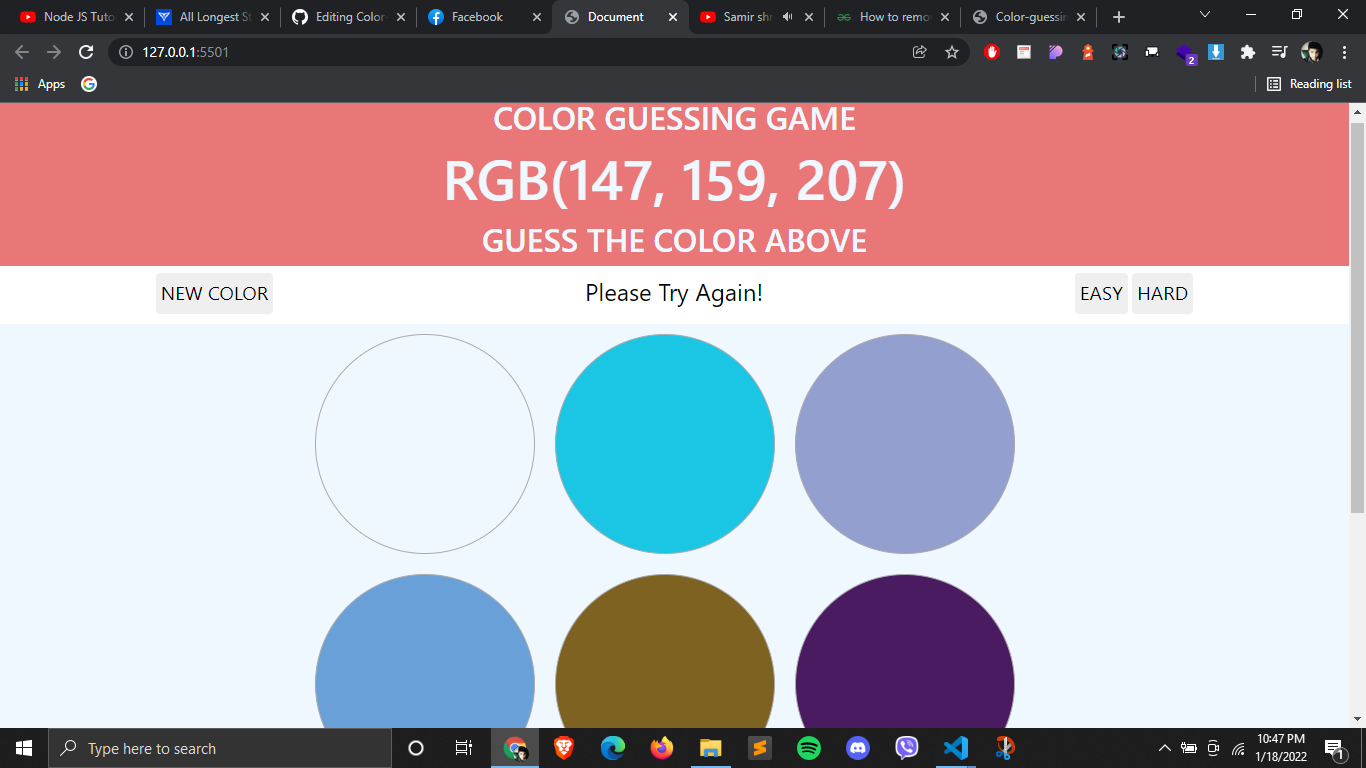 Node JS Tuto
All Longest St
Editing Color-
Facebook
Document
Samir shr
How to remo
Color-guessin
127.0.0.1:5501
2
Apps
Reading list
COLOR GUESSING GAME
RGB(147, 159, 207)
GUESS THE COLOR ABOVE
NEW COLOR
Please Try Again!
EASY
HARD
Type here to search
10:47 PM
1/18/2022
1